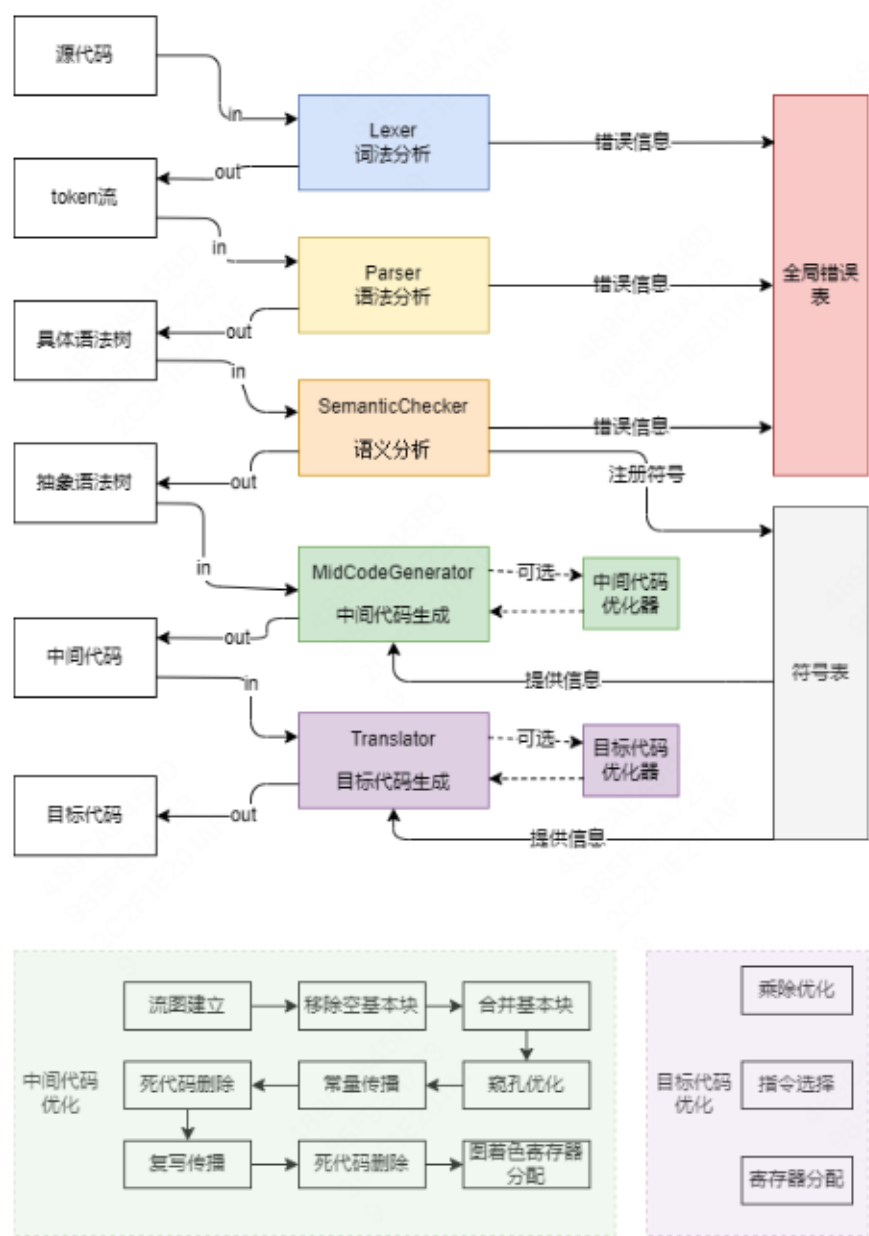 源代码
in
Lexer
词法分析
错误信息
out
token流
in
Parser
语法分析
错误信息
全局错误
表
out
具体语法树
in
SemanticChecker
语义分析
错误信息
注册符号
out
抽象语法树
in
MidCodeGenerator
中间代码生成
可选
中间代码
优化器
out
中间代码
in
提供信息
符号表
Translator
目标代码生成
可选
目标代码
优化器
out
目标代码
提供信息
流图建立
移除空基本块
合并基本块
中间代码
优化
死代码删除
常量传播
窥孔优化
复写传播
死代码删除
图着色寄存器
分配
乘除优化
目标代码
优化
指令选择
寄存器分配